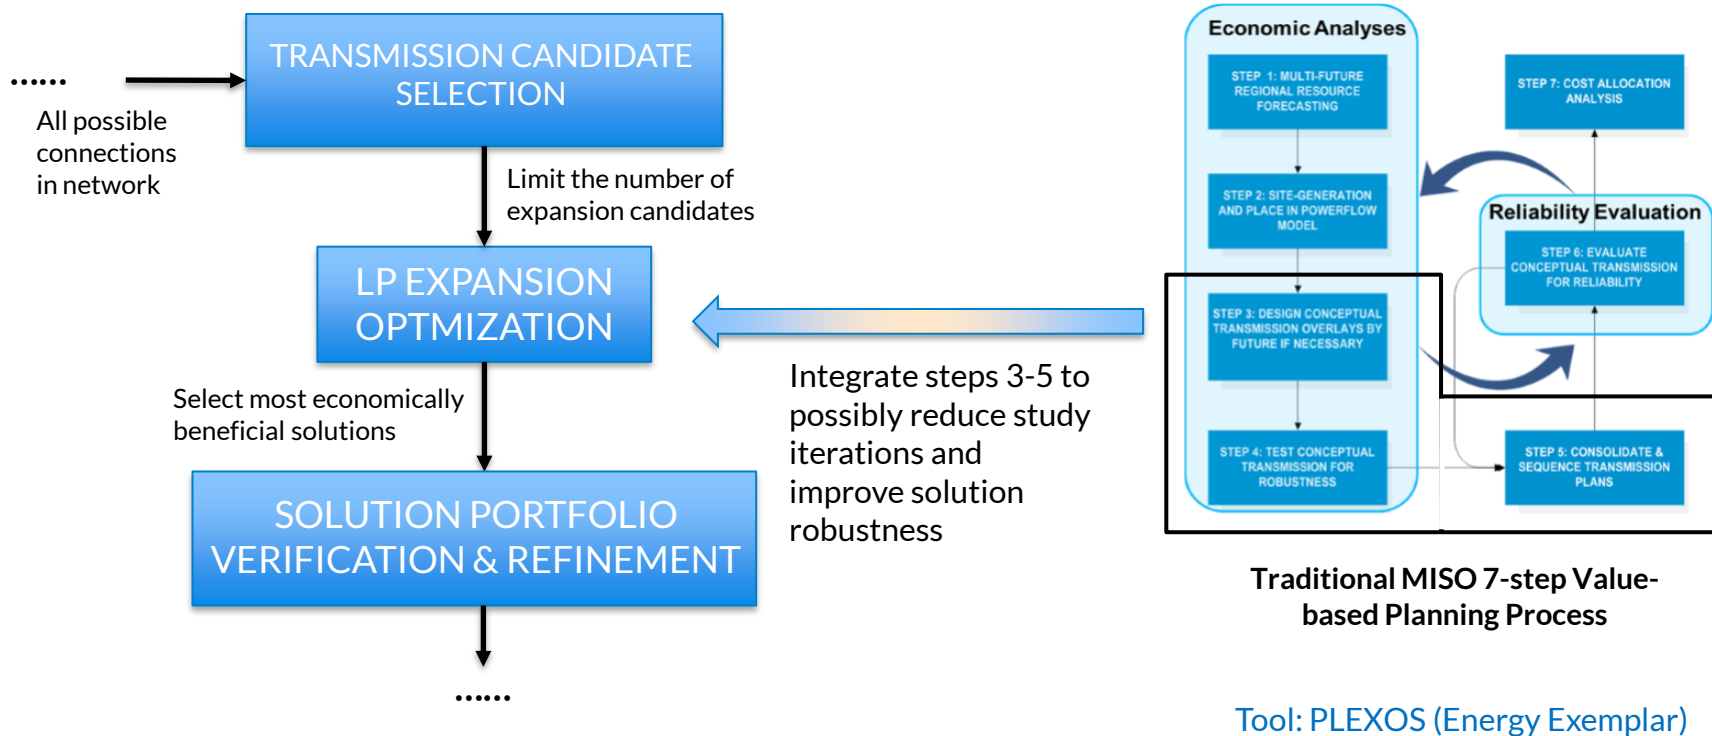 ......
All possible
connections
in network
TRANSMISSION CANDIDATE
SELECTION
Limit the number of
expansion candidates
LP EXPANSION
OPTMIZATION
Select most economically
beneficial solutions
SOLUTION PORTFOLIO
VERIFICATION & REFINEMENT
......
Integrate steps 3-5 to
possibly reduce study
iterations and
improve solution
robustness
Economic Analyses
STEP 1: MULTI-FUTURE
REGIONAL RESOURCE
FORECASTING
STEP 2: SITE-GENERATION
AND PLACE IN POWERFLOW
MODEL
STEP 3: DESIGN CONCEPTUAL
TRANSMISSION OVERLAYS BY
FUTURE IF NECESSARY
STEP 4: TEST CONCEPTUAL
TRANSMISSION FOR
ROBUSTNESS
STEP 7: COST ALLOCATION
ANALYSIS
Reliability Evaluation
STEP 6: EVALUATE
CONCEPTUAL TRANSMISSION
FOR RELIABILITY
STEP 5: CONSOLIDATE &
SEQUENCE TRANSMISSION
PLANS
Traditional MISO 7-step Value-
based Planning Process
Tool: PLEXOS (Energy Exemplar)